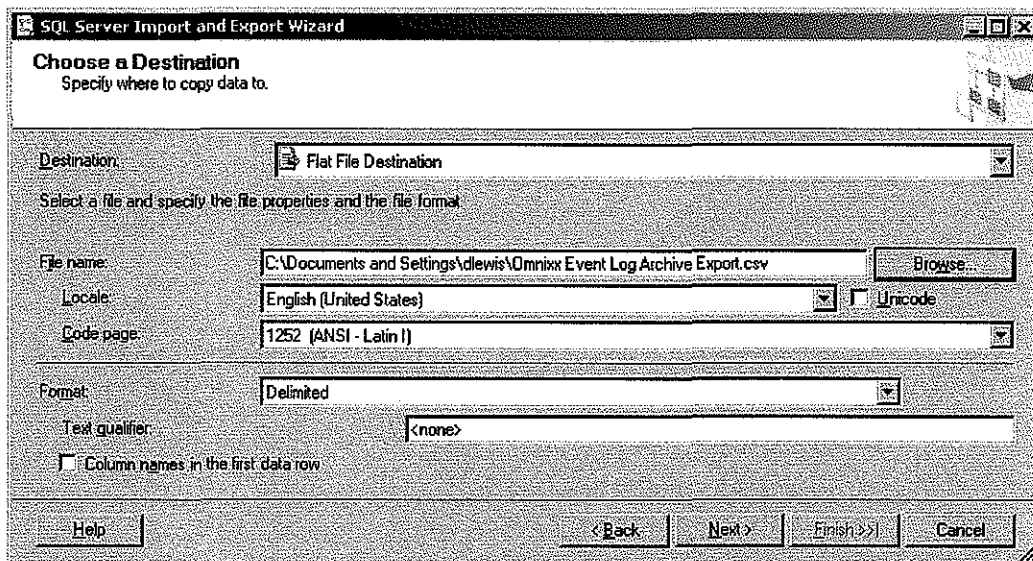 SQL Server Import and Export Wizard
Choose a Destination
Specify where to copy data to.
Destination: Flat File Destination
Select a file and specify the file properties and the file format
File name: C:\Documents and Settings\dlewis\Omnixx Event Log Archive Export.csv Browse...
Locale: English (United States) Unicode
Code page: 1252 (ANSI - Latin I)
Format: Delimited
Text qualifier: <none>
Column names in the first data row
Help < Back Next > Finish >>| Cancel